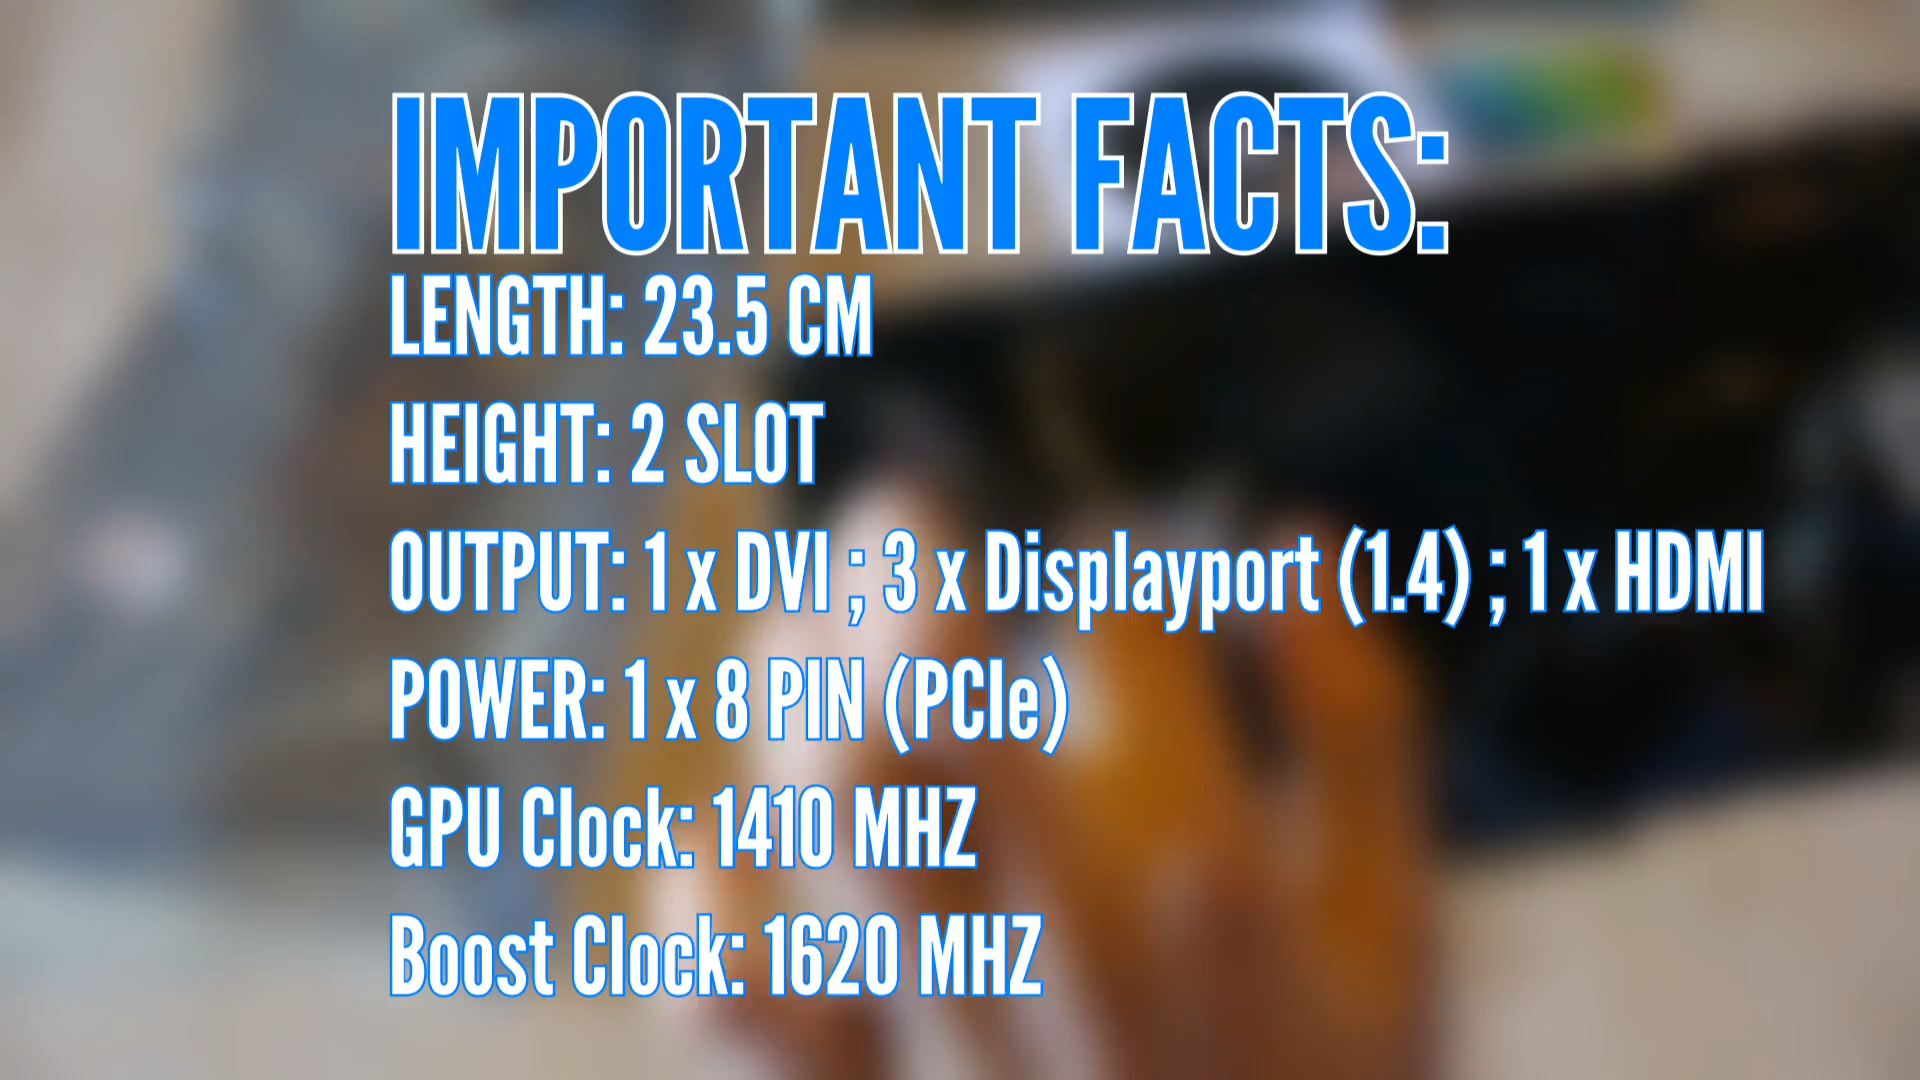 IMPORTANT FACTS:
LENGTH: 23.5 CM
HEIGHT: 2 SLOT
OUTPUT: 1 x DVI ; 3 x Displayport (1.4) ; 1 x HDMI
POWER: 1 x 8 PIN (PCIe)
GPU Clock: 1410 MHZ
Boost Clock: 1620 MHZ